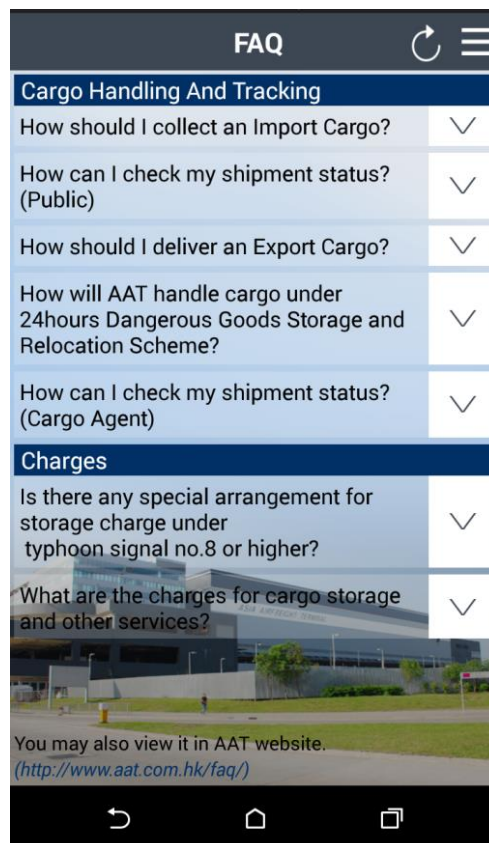 FAQ
Cargo Handling And Tracking
How should I collect an Import Cargo?
How can I check my shipment status?
(Public)
How should I deliver an Export Cargo?
How will AAT handle cargo under
24hours Dangerous Goods Storage and
Relocation Scheme?
How can I check my shipment status?
(Cargo Agent)
Charges
Is there any special arrangement for
storage charge under
typhoon signal no.8 or higher?
What are the charges for cargo storage
and other services?
ASIA AIRFREIGHT TERMINAL
You may also view it in AAT website.
(http://www.aat.com.hk/faq/)